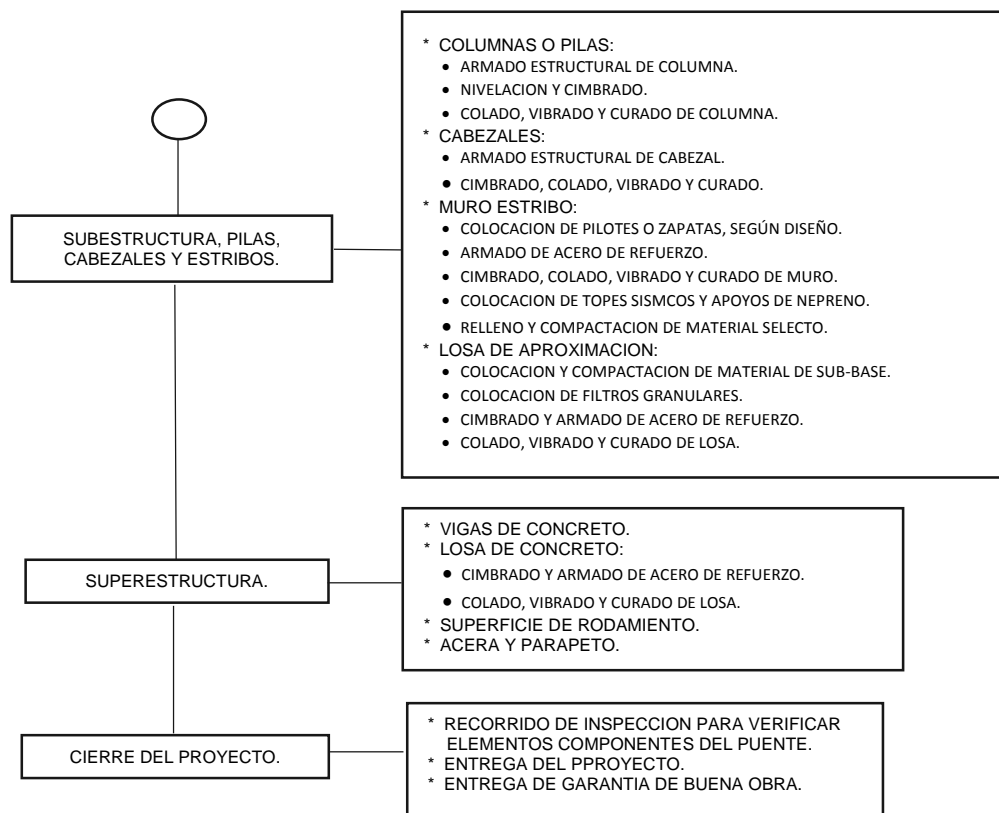 * COLUMNAS O PILAS:
• ARMADO ESTRUCTURAL DE COLUMNA.
• NIVELACION Y CIMBRADO.
• COLADO, VIBRADO Y CURADO DE COLUMNA.
* CABEZALES:
• ARMADO ESTRUCTURAL DE CABEZAL.
• CIMBRADO, COLADO, VIBRADO Y CURADO.
* MURO ESTRIBO:
• COLOCACION DE PILOTES O ZAPATAS, SEGÚN DISEÑO.
• ARMADO DE ACERO DE REFUERZO.
• CIMBRADO, COLADO, VIBRADO Y CURADO DE MURO.
• COLOCACION DE TOPES SISMCOS Y APOYOS DE NEPRENO.
• RELLENO Y COMPACTACION DE MATERIAL SELECTO.
* LOSA DE APROXIMACION:
• COLOCACION Y COMPACTACION DE MATERIAL DE SUB-BASE.
• COLOCACION DE FILTROS GRANULARES.
• CIMBRADO Y ARMADO DE ACERO DE REFUERZO.
• COLADO, VIBRADO Y CURADO DE LOSA.
SUBESTRUCTURA, PILAS,
CABEZALES Y ESTRIBOS.
* VIGAS DE CONCRETO.
* LOSA DE CONCRETO:
• CIMBRADO Y ARMADO DE ACERO DE REFUERZO.
• COLADO, VIBRADO Y CURADO DE LOSA.
* SUPERFICIE DE RODAMIENTO.
* ACERA Y PARAPETO.
SUPERESTRUCTURA.
* RECORRIDO DE INSPECCION PARA VERIFICAR
ELEMENTOS COMPONENTES DEL PUENTE.
* ENTREGA DEL PPROYECTO.
* ENTREGA DE GARANTIA DE BUENA OBRA.
CIERRE DEL PROYECTO.